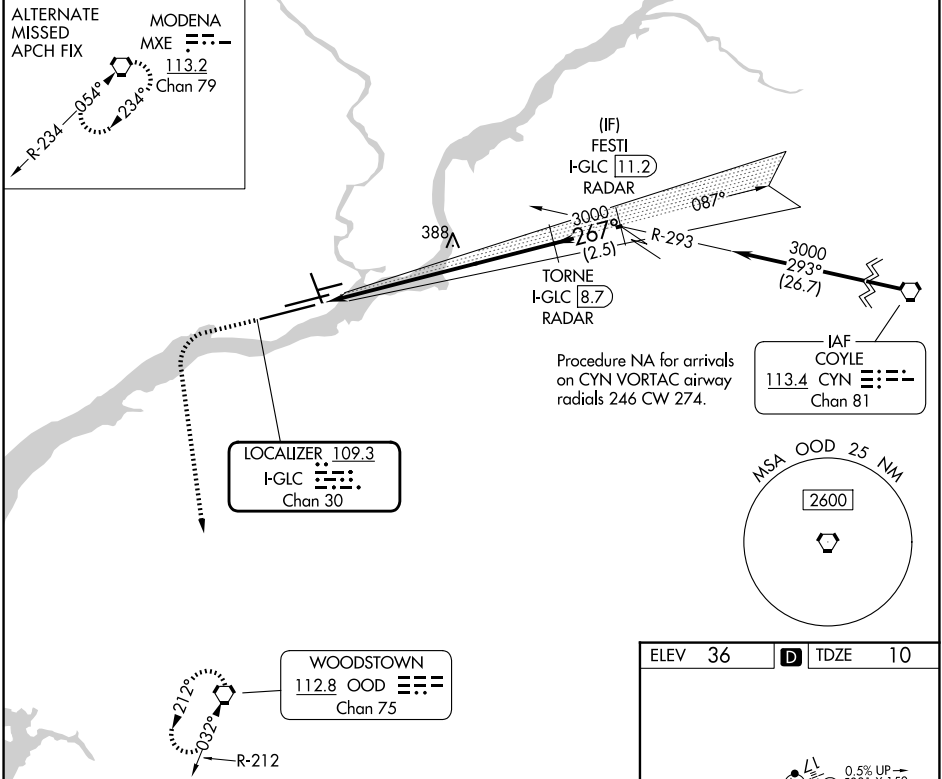 ALTERNATE
MISSED
APCH FIX
MODENA
MXE
113.2
Chan 79
R-234
054°
234°
(IF)
FESTI
I-GLC 11.2
RADAR
087°
3000
267°
(2.5)
R-293
388
TORNE
I-GLC 8.7
RADAR
3000
293°
(26.7)
IAF
COYLE
113.4 CYN
Chan 81
Procedure NA for arrivals
on CYN VORTAC airway
radials 246 CW 274.
LOCALIZER 109.3
I-GLC
Chan 30
MSA OOD 25 NM
2600
WOODSTOWN
112.8 OOD
Chan 75
212°
032°
R-212
ELEV 36 D TDZE 10
17
0.5% UP